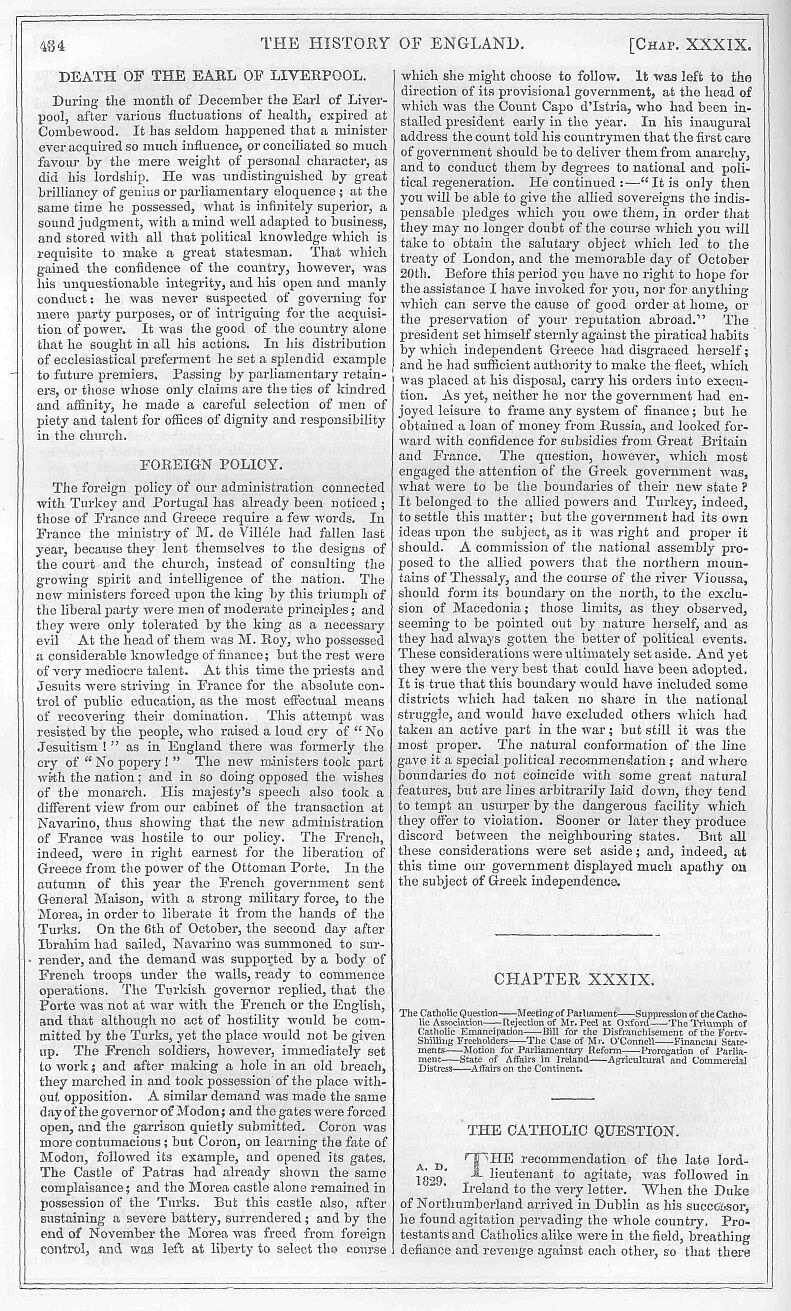 434 THE HISTORY OF ENGLAND. [CHAP. XXXIX.
DEATH OF THE EARL OF LIVERPOOL.
During the month of December the Earl of Liver-
pool, after various fluctuations of health, expired at
Combewood. It has seldom happened that a minister
ever acquired so much influence, or conciliated so much
favour by the mere weight of personal character, as
did his lordship. He was undistinguished by great
brilliancy of genius or parliamentary eloquence; at the
same time he possessed, what is infinitely superior, a
sound judgment, with a mind well adapted to business,
and stored with all that political knowledge which is
requisite to make a great statesman. That which
gained the confidence of the country, however, was
his unquestionable integrity, and his open and manly
conduct: he was never suspected of governing for
mere party purposes, or of intriguing for the acquisi-
tion of power. It was the good of the country alone
that he sought in all his actions. In his distribution
of ecclesiastical preferment he set a splendid example
to future premiers. Passing by parliamentary retain-
ers, or those whose only claims are the ties of kindred
and affinity, he made a careful selection of men of
piety and talent for offices of dignity and responsibility
in the church.
FOREIGN POLICY.
The foreign policy of our administration connected
with Turkey and Portugal has already been noticed;
those of France and Greece require a few words. In
France the ministry of M. de Villéle had fallen last
year, because they lent themselves to the designs of
the court and the church, instead of consulting the
growing spirit and intelligence of the nation. The
new ministers forced upon the king by this triumph of
the liberal party were men of moderate principles; and
they were only tolerated by the king as a necessary
evil At the head of them was M. Roy, who possessed
a considerable knowledge of finance; but the rest were
of very mediocre talent. At this time the priests and
Jesuits were striving in France for the absolute con-
trol of public education, as the most effectual means
of recovering their domination. This attempt was
resisted by the people, who raised a loud cry of "No
Jesuitism!" as in England there was formerly the
cry of "No popery!" The new ministers took part
with the nation; and in so doing opposed the wishes
of the monarch. His majesty's speech also took a
different view from our cabinet of the transaction at
Navarino, thus showing that the new administration
of France was hostile to our policy. The French,
indeed, were in right earnest for the liberation of
Greece from the power of the Ottoman Porte. In the
autumn of this year the French government sent
General Maison, with a strong military force, to the
Morea, in order to liberate it from the hands of the
Turks. On the 6th of October, the second day after
Ibrahim had sailed, Navarino was summoned to sur-
render, and the demand was supported by a body of
French troops under the walls, ready to commence
operations. The Turkish governor replied, that the
Porte was not at war with the French or the English,
and that although no act of hostility would be com-
mitted by the Turks, yet the place would not be given
up. The French soldiers, however, immediately set
to work; and after making a hole in an old breach,
they marched in and took possession of the place with-
out opposition. A similar demand was made the same
day of the governor of Modon; and the gates were forced
open, and the garrison quietly submitted. Coron was
more contumacious; but Coron, on learning the fate of
Modon, followed its example, and opened its gates.
The Castle of Patras had already shown the same
complaisance; and the Morea castle alone remained in
possession of the Turks. But this castle also, after
sustaining a severe battery, surrendered; and by the
end of November the Morea was freed from foreign
control, and was left at liberty to select the course
which she might choose to follow. It was left to the
direction of its provisional government, at the head of
which was the Count Capo d'Istria, who had been in-
stalled president early in the year. In his inaugural
address the count told his countrymen that the first care
of government should be to deliver them from anarchy,
and to conduct them by degrees to national and poli-
tical regeneration. He continued:—"It is only then
you will be able to give the allied sovereigns the indis-
pensable pledges which you owe them, in order that
they may no longer doubt of the course which you will
take to obtain the salutary object which led to the
treaty of London, and the memorable day of October
20th. Before this period you have no right to hope for
the assistance I have invoked for you, nor for anything
which can serve the cause of good order at home, or
the preservation of your reputation abroad." The
president set himself sternly against the piratical habits
by which independent Greece had disgraced herself;
and he had sufficient authority to make the fleet, which
was placed at his disposal, carry his orders into execu-
tion. As yet, neither he nor the government had en-
joyed leisure to frame any system of finance; but he
obtained a loan of money from Russia, and looked for-
ward with confidence for subsidies from Great Britain
and France. The question, however, which most
engaged the attention of the Greek government was,
what were to be the boundaries of their new state?
It belonged to the allied powers and Turkey, indeed,
to settle this matter; but the government had its own
ideas upon the subject, as it was right and proper it
should. A commission of the national assembly pro-
posed to the allied powers that the northern moun-
tains of Thessaly, and the course of the river Vioussa,
should form its boundary on the north, to the exclu-
sion of Macedonia; those limits, as they observed,
seeming to be pointed out by nature herself, and as
they had always gotten the better of political events.
These considerations were ultimately set aside. And yet
they were the very best that could have been adopted.
It is true that this boundary would have included some
districts which had taken no share in the national
struggle, and would have excluded others which had
taken an active part in the war; but still it was the
most proper. The natural conformation of the line
gave it a special political recommendation; and where
boundaries do not coincide with some great natural
features, but are lines arbitrarily laid down, they tend
to tempt an usurper by the dangerous facility which
they offer to violation. Sooner or later they produce
discord between the neighbouring states. But all
these considerations were set aside; and, indeed, at
this time our government displayed much apathy on
the subject of Greek independence.
CHAPTER XXXIX.
The Catholic Question——Meeting of Parliament——Suppression of the Catho-
lic Association——Rejection of Mr. Peel at Oxford——The Triumph of
Catholic Emancipation——Bill for the Disfranchisement of the Forty-
Shilling Freeholders——The Case of Mr. O'Connell——Financial State-
ments——Motion for Parliamentary Reform——Prorogation of Parlia-
ment——State of Affairs in Ireland——Agricultural and Commercial
Distress——Affairs on the Continent.
THE CATHOLIC QUESTION.
A. D. 1829. THE recommendation of the late lord-
lieutenant to agitate, was followed in
Ireland to the very letter. When the Duke
of Northumberland arrived in Dublin as his successor,
he found agitation pervading the whole country. Pro-
testants and Catholics alike were in the field, breathing
defiance and revenge against each other, so that there